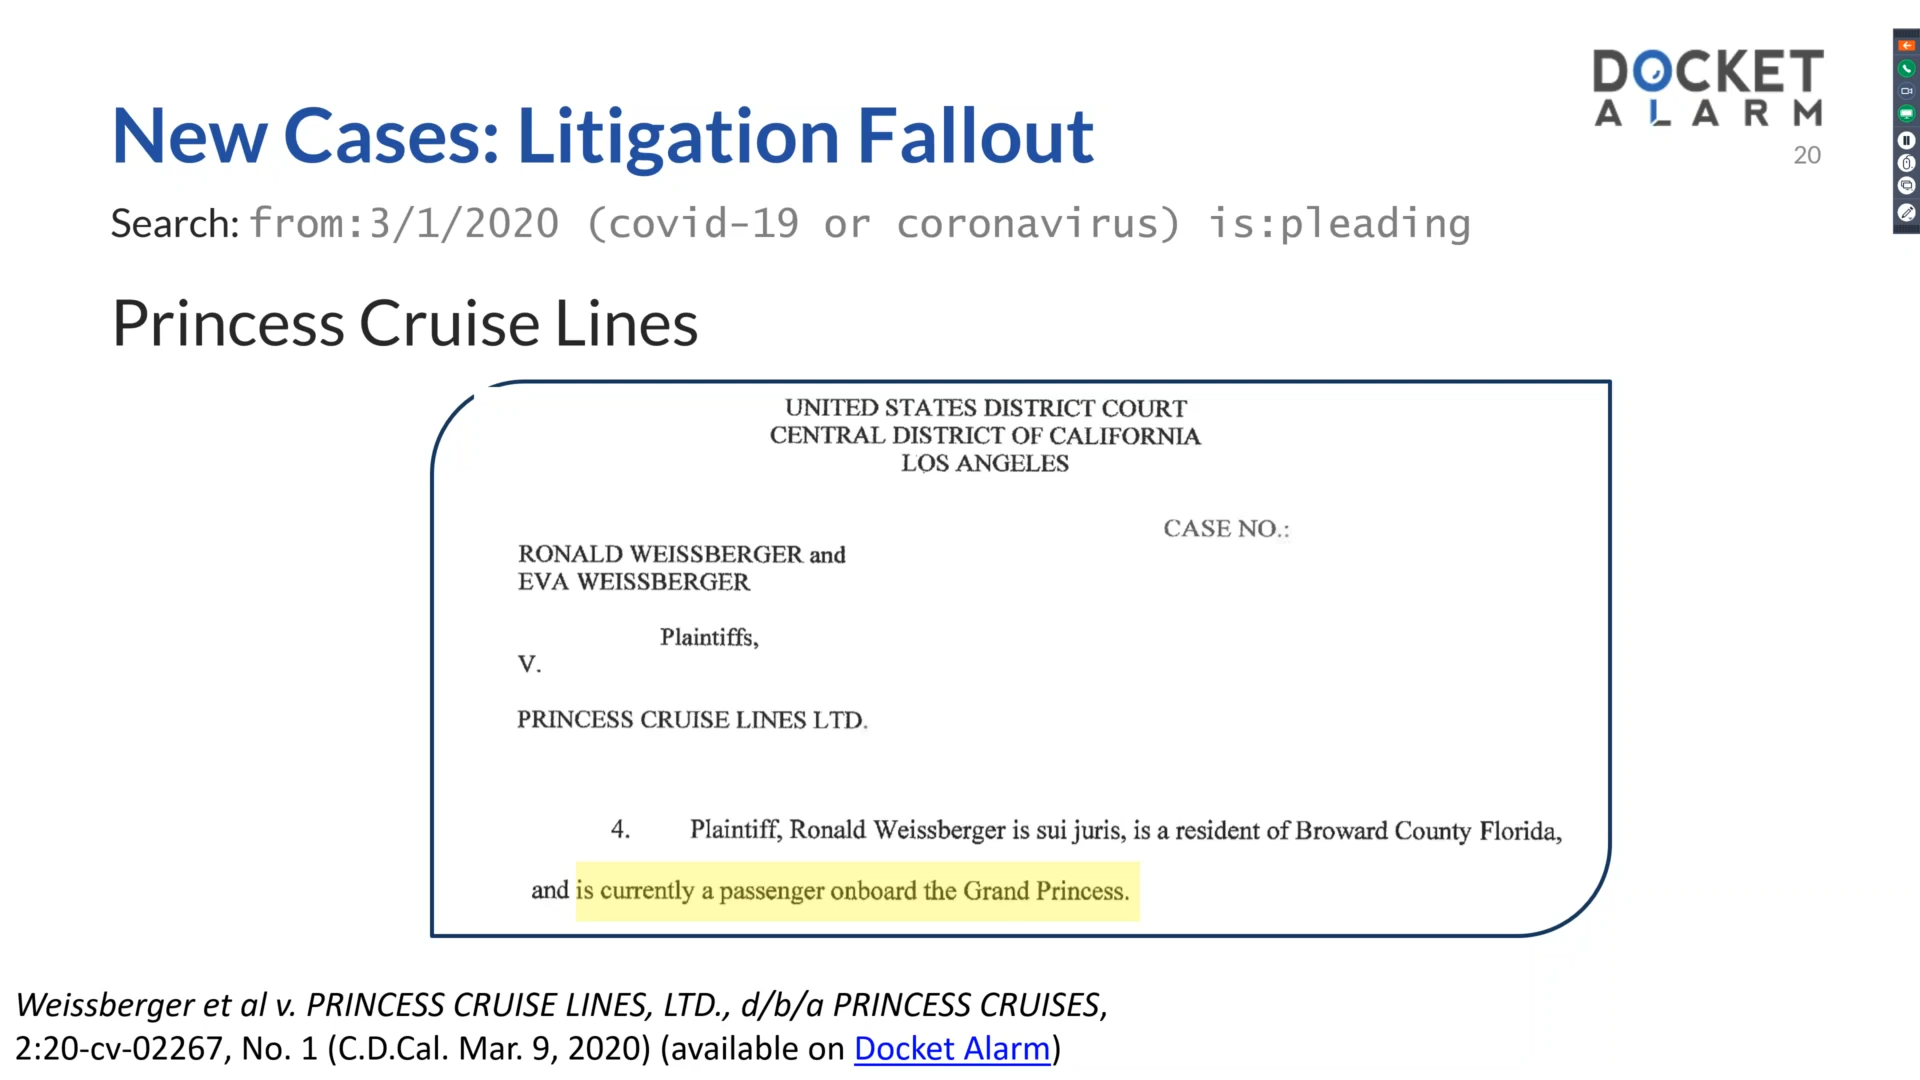 DOCKET
ALARM
20
New Cases: Litigation Fallout
Search: from:3/1/2020 (covid-19 or coronavirus) is:pleading
Princess Cruise Lines
UNITED STATES DISTRICT COURT
CENTRAL DISTRICT OF CALIFORNIA
LOS ANGELES
CASE NO.:
RONALD WEISSBERGER and
EVA WEISSBERGER
Plaintiffs,
V.
PRINCESS CRUISE LINES LTD.
4. Plaintiff, Ronald Weissberger is sui juris, is a resident of Broward County Florida,
and is currently a passenger onboard the Grand Princess.
Weissberger et al v. PRINCESS CRUISE LINES, LTD., d/b/a PRINCESS CRUISES,
2:20-cv-02267, No. 1 (C.D.Cal. Mar. 9, 2020) (available on Docket Alarm)